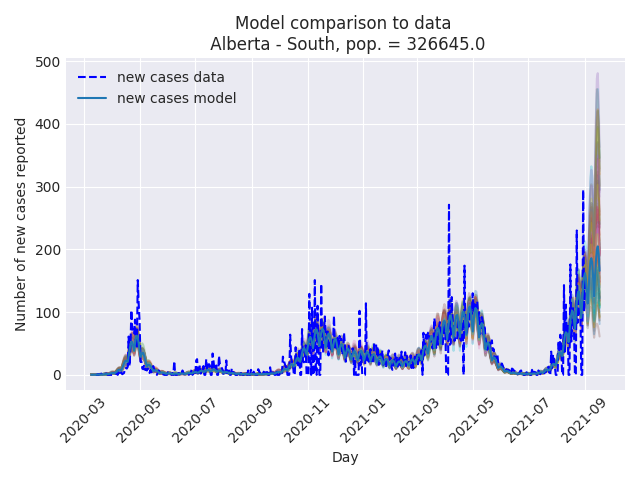 Model comparison to data
Alberta - South, pop. = 326645.0
500
400
300
200
100
0
Number of new cases reported
new cases data
new cases model
2020-03
2020-05
2020-07
2020-09
2020-11
2021-01
2021-03
2021-05
2021-07
2021-09
Day